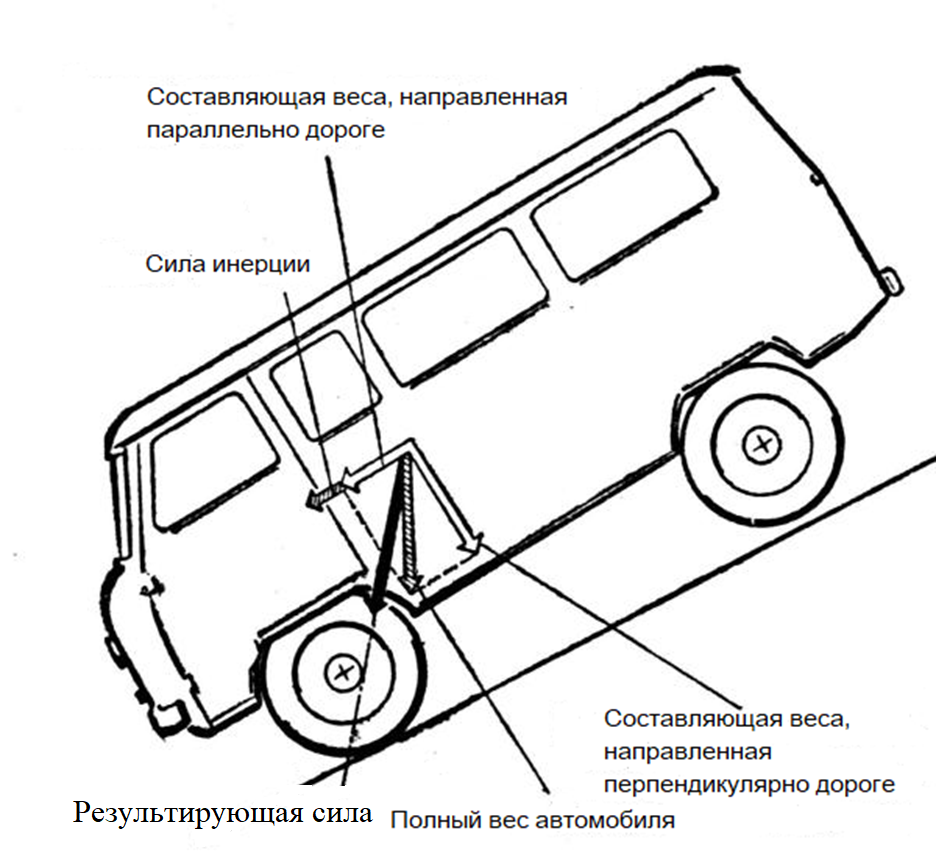 Составляющая веса, направленная
параллельно дороге
Сила инерции
Составляющая веса,
направленная
перпендикулярно дороге
Результирующая сила
Полный вес автомобиля